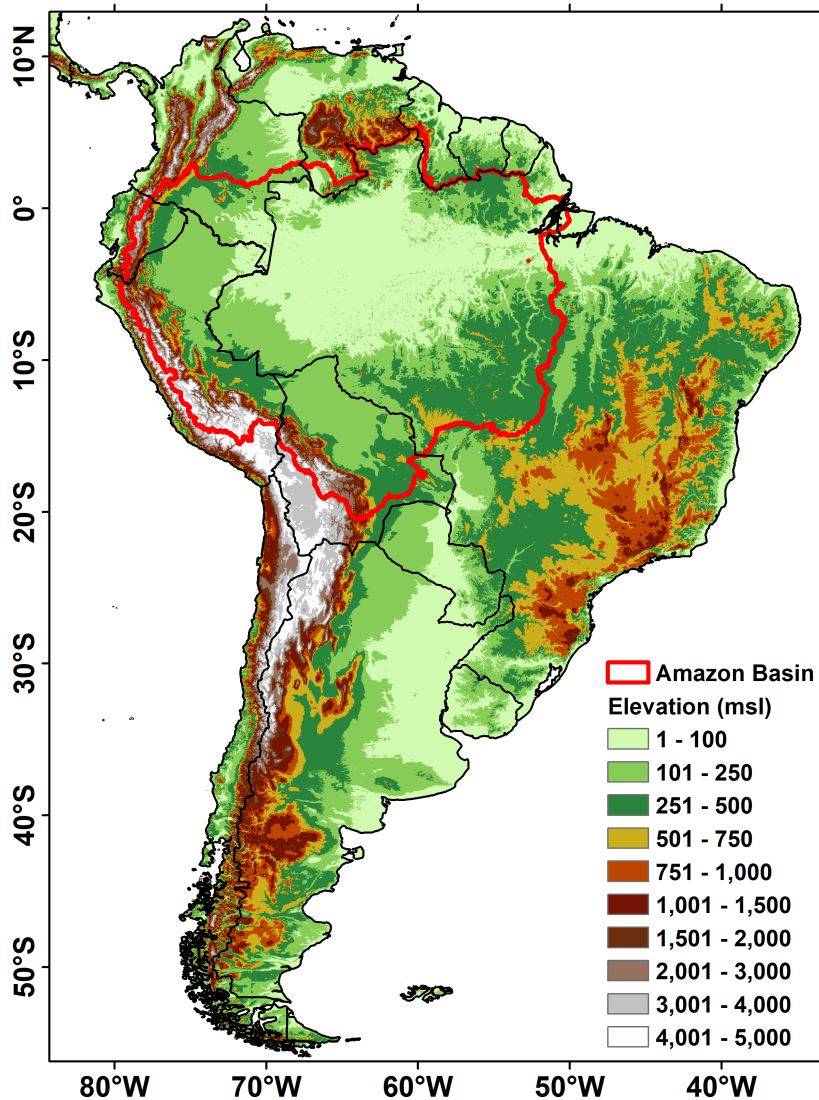 10°N
0°
10°S
20°S
30°S
40°S
50°S
Amazon Basin
Elevation (msl)
1 - 100
101 - 250
251 - 500
501 - 750
751 - 1,000
1,001 - 1,500
1,501 - 2,000
2,001 - 3,000
3,001 - 4,000
4,001 - 5,000
80°W 70°W 60°W 50°W 40°W